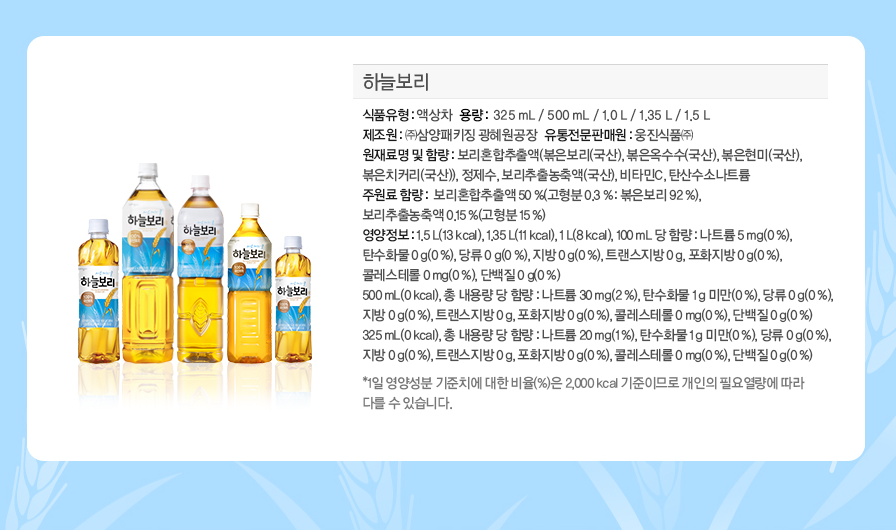 하늘보리
식품유형 : 액상차 용량 : 325 mL / 500 mL / 1.0 L / 1.35 L / 1.5 L
제조원 : ㈜삼양패키징 광혜원공장 유통전문판매원 : 웅진식품㈜
원재료명 및 함량 : 보리혼합추출액(볶은보리(국산), 볶은옥수수(국산), 볶은현미(국산),
볶은치커리(국산)), 정제수, 보리추출농축액(국산), 비타민C, 탄산수소나트륨
주원료 함량 : 보리혼합추출액 50 %(고형분 0.3 % : 볶은보리 92 %),
보리추출농축액 0.15 %(고형분 15 %)
영양정보 : 1.5 L(13 kcal), 1.35 L(11 kcal), 1 L(8 kcal), 100 mL 당 함량 : 나트륨 5 mg(0 %),
탄수화물 0 g(0 %), 당류 0 g(0 %), 지방 0 g(0 %), 트랜스지방 0 g, 포화지방 0 g(0 %),
콜레스테롤 0 mg(0 %), 단백질 0 g(0 %)
500 mL(0 kcal), 총 내용량 당 함량 : 나트륨 30 mg(2 %), 탄수화물 1 g 미만(0 %), 당류 0 g(0 %),
지방 0 g(0 %), 트랜스지방 0 g, 포화지방 0 g(0 %), 콜레스테롤 0 mg(0 %), 단백질 0 g(0 %)
325 mL(0 kcal), 총 내용량 당 함량 : 나트륨 20 mg(1 %), 탄수화물 1 g 미만(0 %), 당류 0 g(0 %),
지방 0 g(0 %), 트랜스지방 0 g, 포화지방 0 g(0 %), 콜레스테롤 0 mg(0 %), 단백질 0 g(0 %)
*1일 영양성분 기준치에 대한 비율(%)은 2,000 kcal 기준이므로 개인의 필요열량에 따라
다를 수 있습니다.
하늘보리
하늘보리
하늘보리
하늘보리
하늘보리